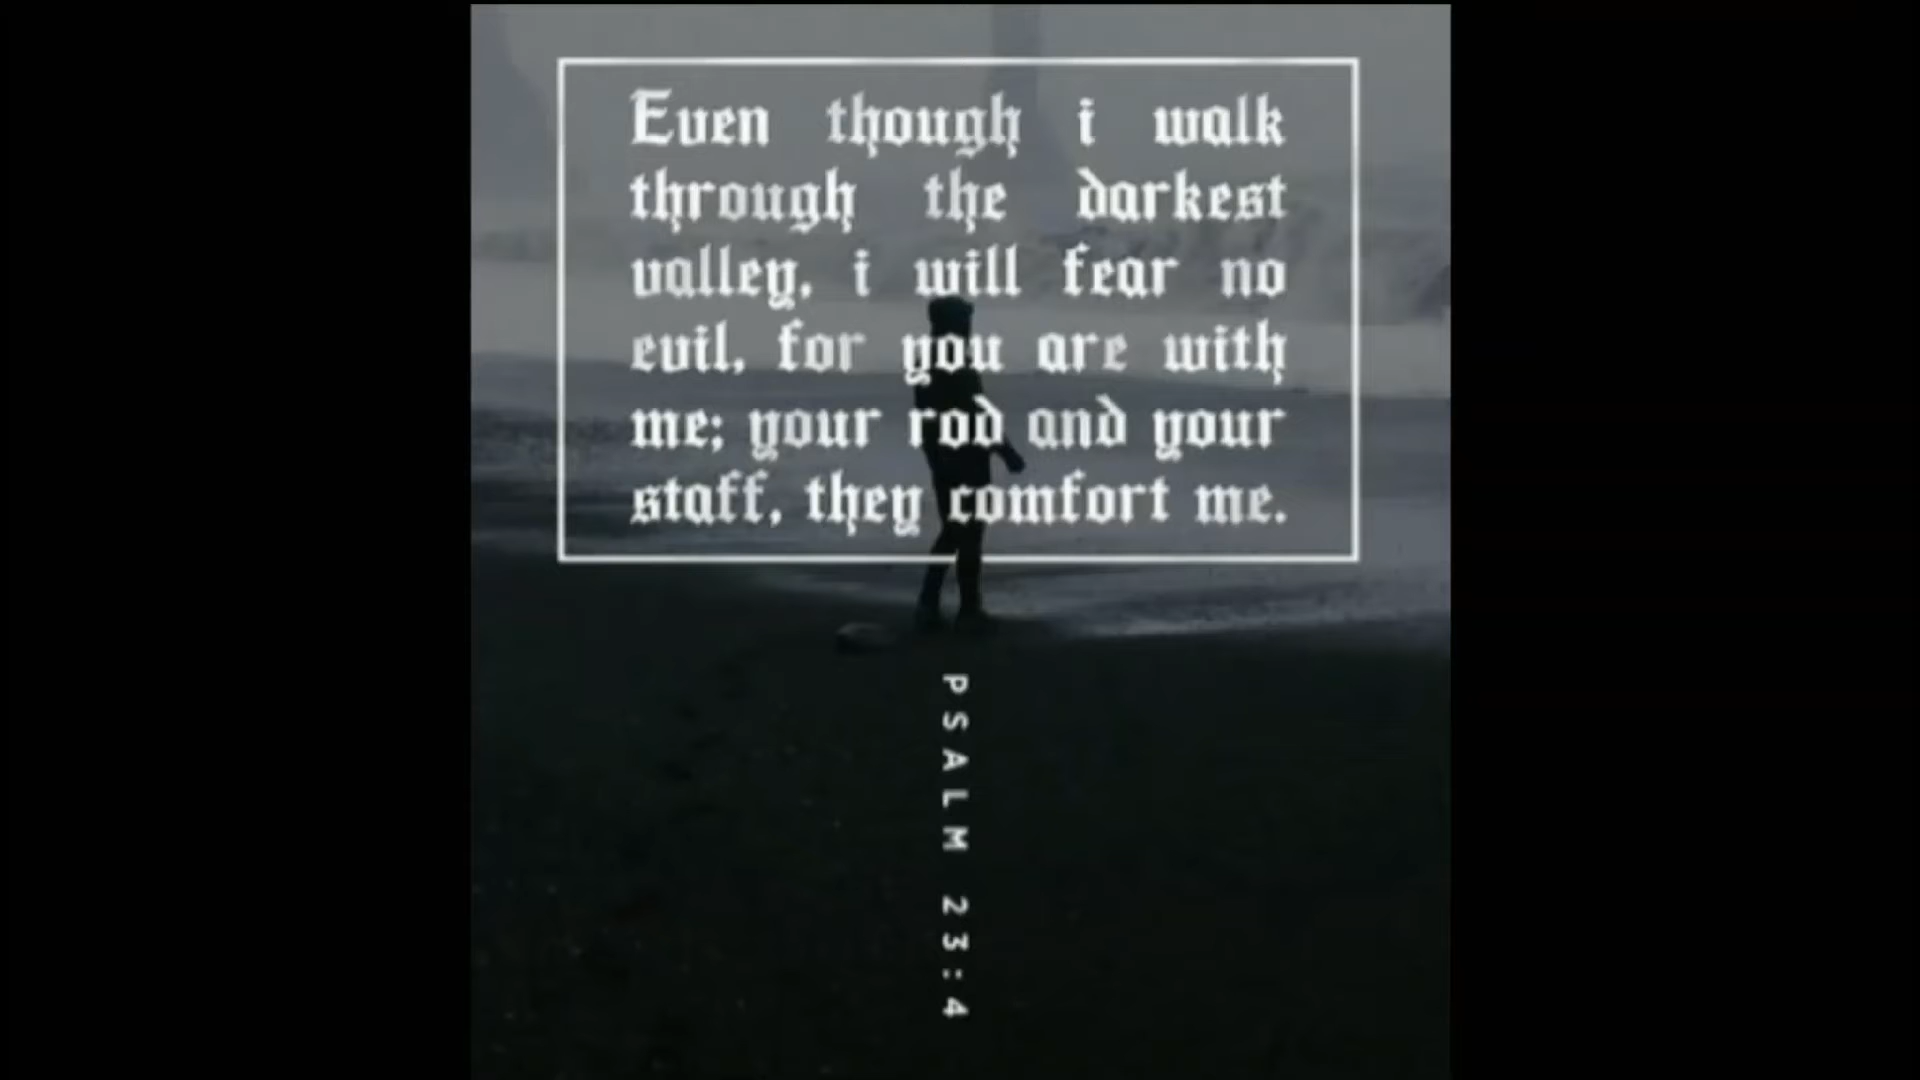 Even though i walk
through the darkest
valley, i will fear no
evil, for you are with
me; your rod and your
staff, they comfort me.
PSALM 23:4